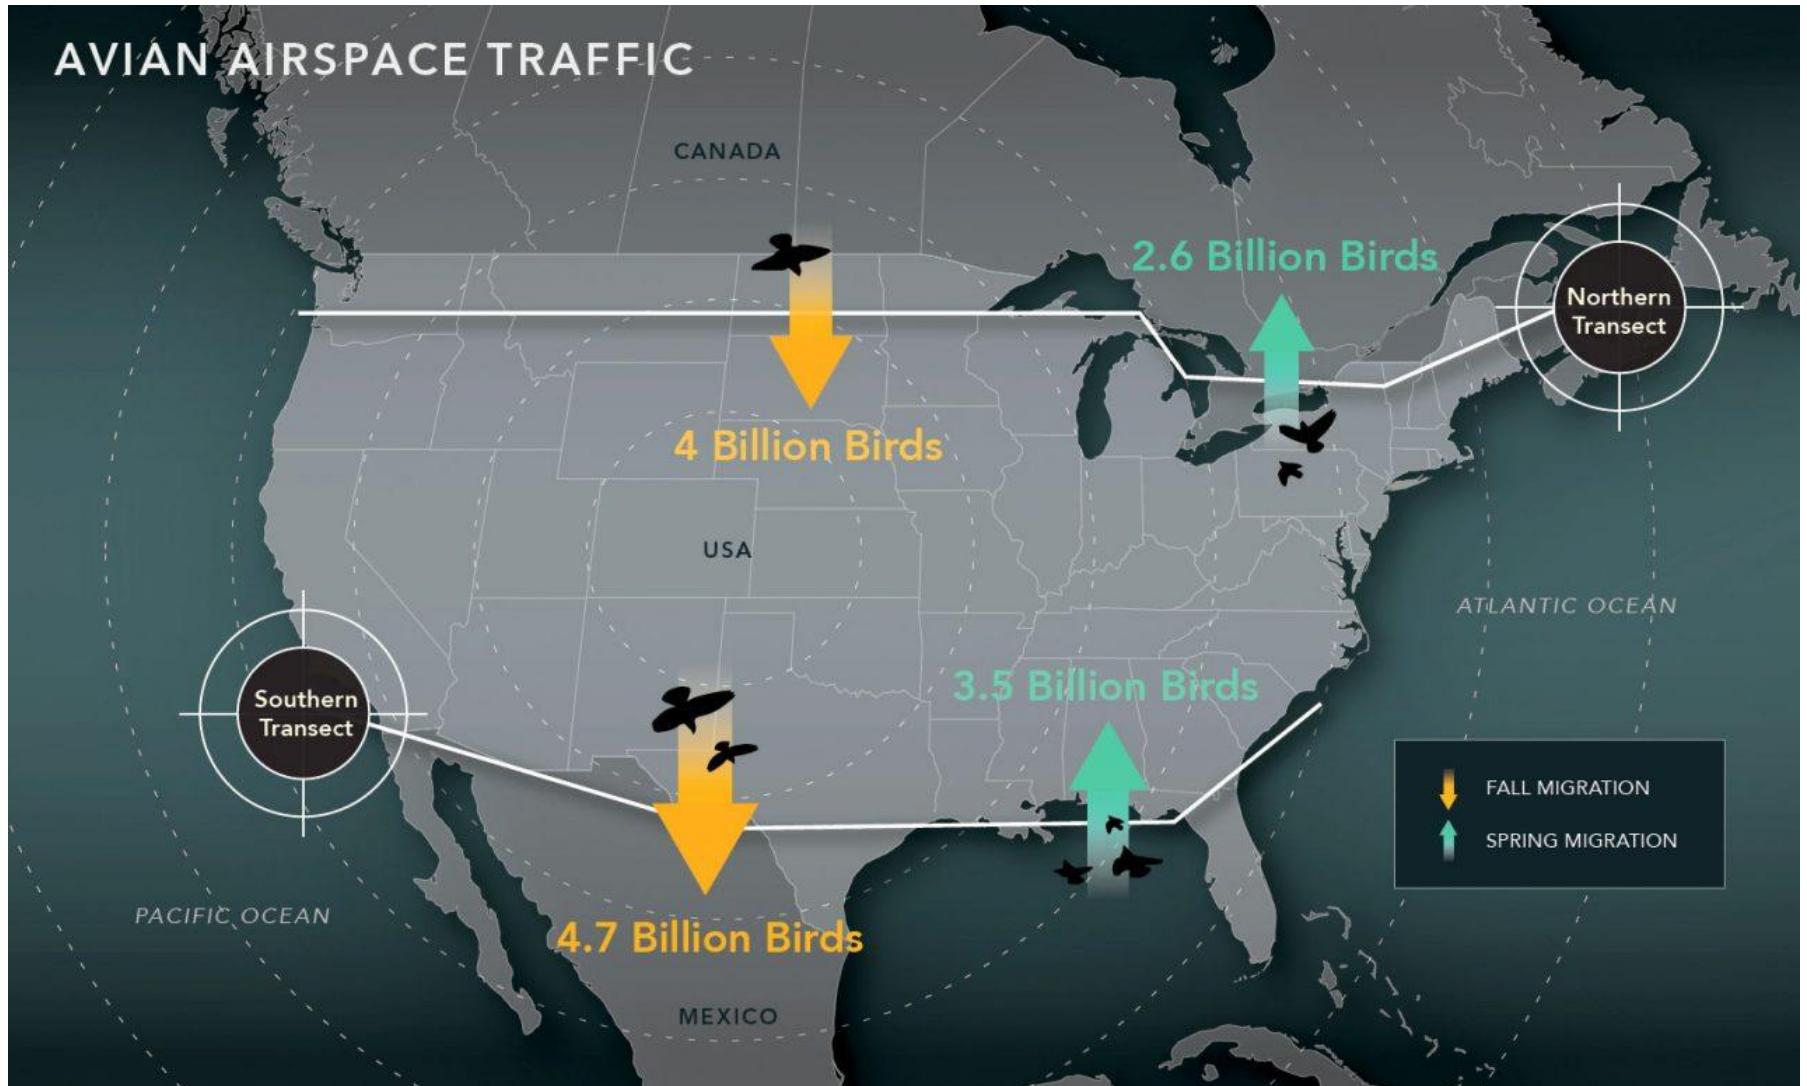 AVIAN AIRSPACE TRAFFIC
CANADA
2.6 Billion Birds
Northern
Transect
4 Billion Birds
USA
ATLANTIC OCEAN
Southern
Transect
3.5 Billion Birds
FALL MIGRATION
SPRING MIGRATION
PACIFIC OCEAN
4.7 Billion Birds
MEXICO